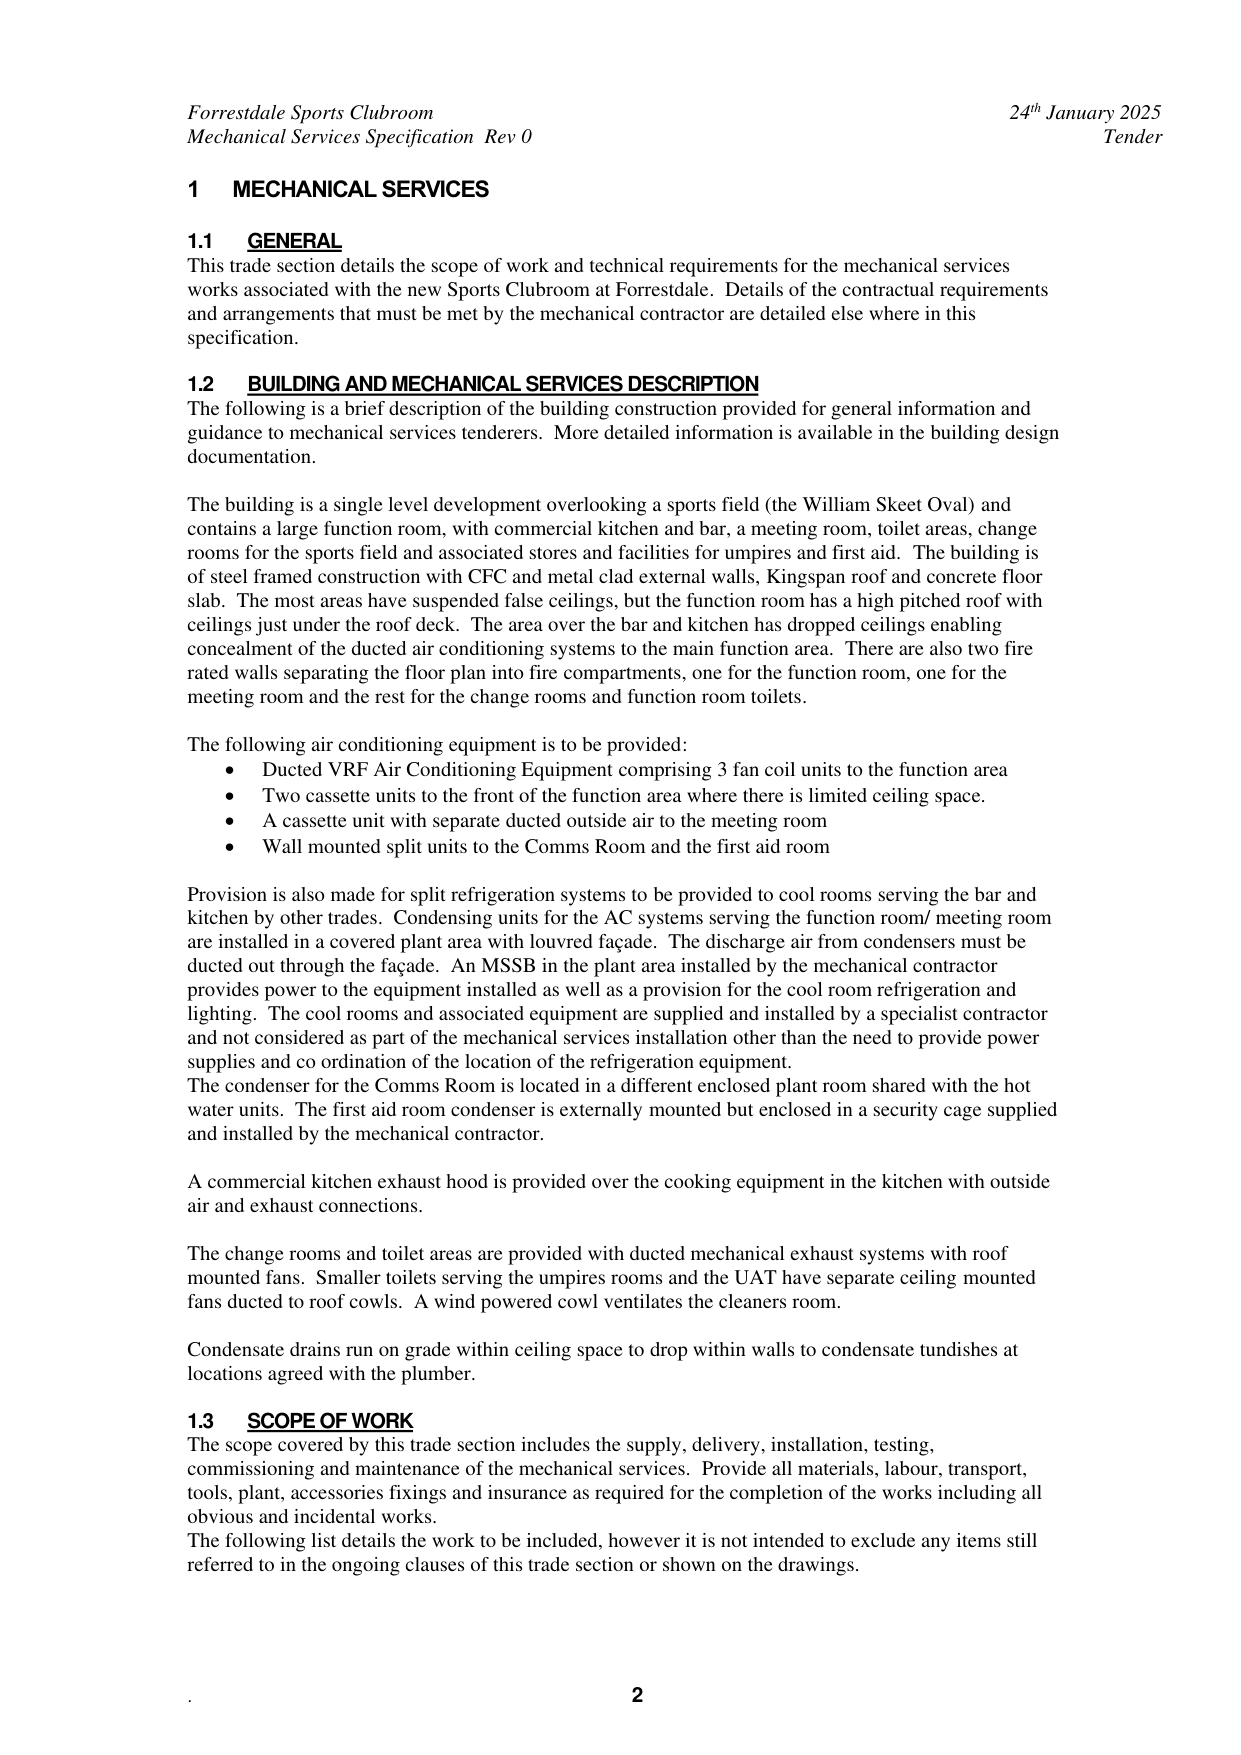 Forrestdale Sports Clubroom 24th January 2025
Mechanical Services Specification Rev 0 Tender
1 MECHANICAL SERVICES
1.1 GENERAL
This trade section details the scope of work and technical requirements for the mechanical services
works associated with the new Sports Clubroom at Forrestdale. Details of the contractual requirements
and arrangements that must be met by the mechanical contractor are detailed else where in this
specification.
1.2 BUILDING AND MECHANICAL SERVICES DESCRIPTION
The following is a brief description of the building construction provided for general information and
guidance to mechanical services tenderers. More detailed information is available in the building design
documentation.
The building is a single level development overlooking a sports field (the William Skeet Oval) and
contains a large function room, with commercial kitchen and bar, a meeting room, toilet areas, change
rooms for the sports field and associated stores and facilities for umpires and first aid. The building is
of steel framed construction with CFC and metal clad external walls, Kingspan roof and concrete floor
slab. The most areas have suspended false ceilings, but the function room has a high pitched roof with
ceilings just under the roof deck. The area over the bar and kitchen has dropped ceilings enabling
concealment of the ducted air conditioning systems to the main function area. There are also two fire
rated walls separating the floor plan into fire compartments, one for the function room, one for the
meeting room and the rest for the change rooms and function room toilets.
The following air conditioning equipment is to be provided:
• Ducted VRF Air Conditioning Equipment comprising 3 fan coil units to the function area
• Two cassette units to the front of the function area where there is limited ceiling space.
• A cassette unit with separate ducted outside air to the meeting room
• Wall mounted split units to the Comms Room and the first aid room
Provision is also made for split refrigeration systems to be provided to cool rooms serving the bar and
kitchen by other trades. Condensing units for the AC systems serving the function room/ meeting room
are installed in a covered plant area with louvred façade. The discharge air from condensers must be
ducted out through the façade. An MSSB in the plant area installed by the mechanical contractor
provides power to the equipment installed as well as a provision for the cool room refrigeration and
lighting. The cool rooms and associated equipment are supplied and installed by a specialist contractor
and not considered as part of the mechanical services installation other than the need to provide power
supplies and co ordination of the location of the refrigeration equipment.
The condenser for the Comms Room is located in a different enclosed plant room shared with the hot
water units. The first aid room condenser is externally mounted but enclosed in a security cage supplied
and installed by the mechanical contractor.
A commercial kitchen exhaust hood is provided over the cooking equipment in the kitchen with outside
air and exhaust connections.
The change rooms and toilet areas are provided with ducted mechanical exhaust systems with roof
mounted fans. Smaller toilets serving the umpires rooms and the UAT have separate ceiling mounted
fans ducted to roof cowls. A wind powered cowl ventilates the cleaners room.
Condensate drains run on grade within ceiling space to drop within walls to condensate tundishes at
locations agreed with the plumber.
1.3 SCOPE OF WORK
The scope covered by this trade section includes the supply, delivery, installation, testing,
commissioning and maintenance of the mechanical services. Provide all materials, labour, transport,
tools, plant, accessories fixings and insurance as required for the completion of the works including all
obvious and incidental works.
The following list details the work to be included, however it is not intended to exclude any items still
referred to in the ongoing clauses of this trade section or shown on the drawings.
. 2